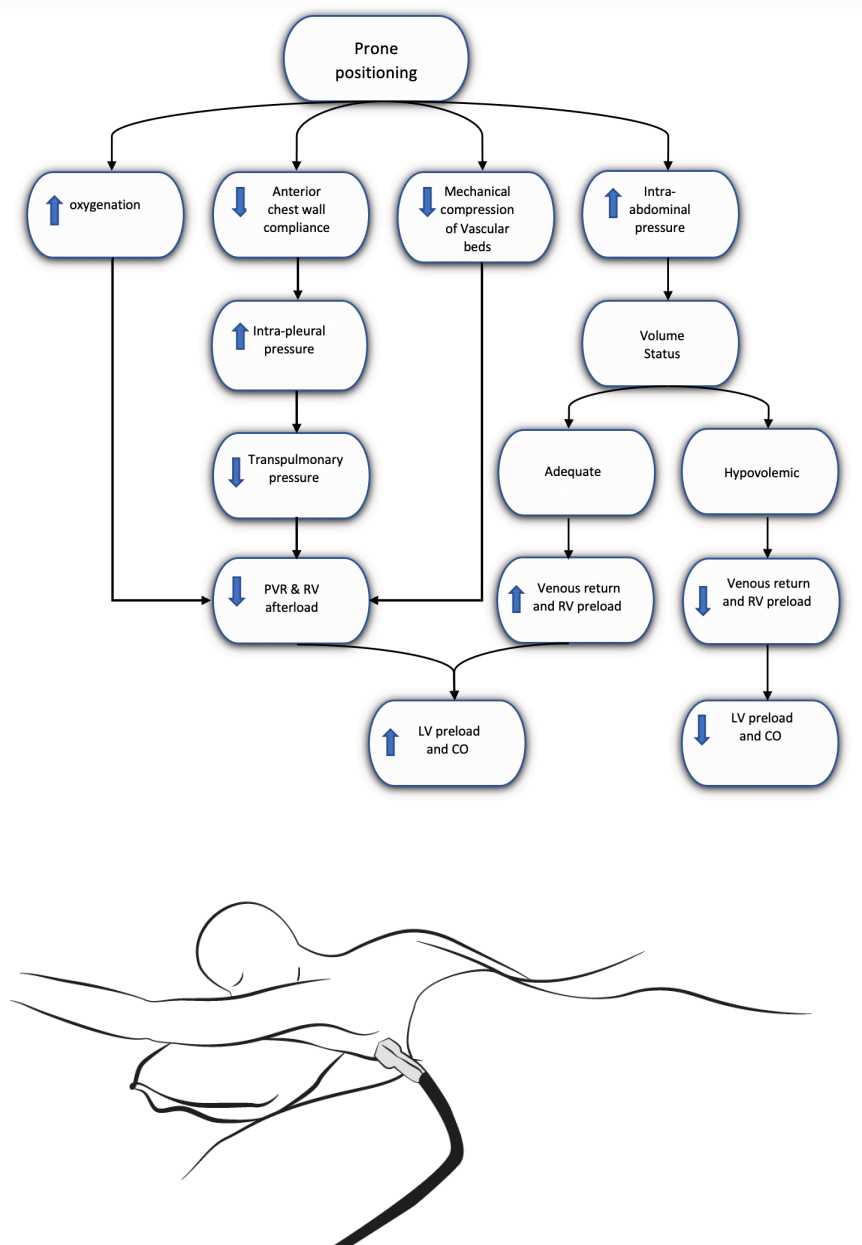 Prone
positioning
oxygenation
Anterior
chest wall
compliance
Mechanical
compression
of Vascular
beds
Intra-
abdominal
pressure
Intra-pleural
pressure
Volume
Status
Transpulmonary
pressure
Adequate
Hypovolemic
PVR & RV
afterload
Venous return
and RV preload
Venous return
and RV preload
LV preload
and CO
LV preload
and CO